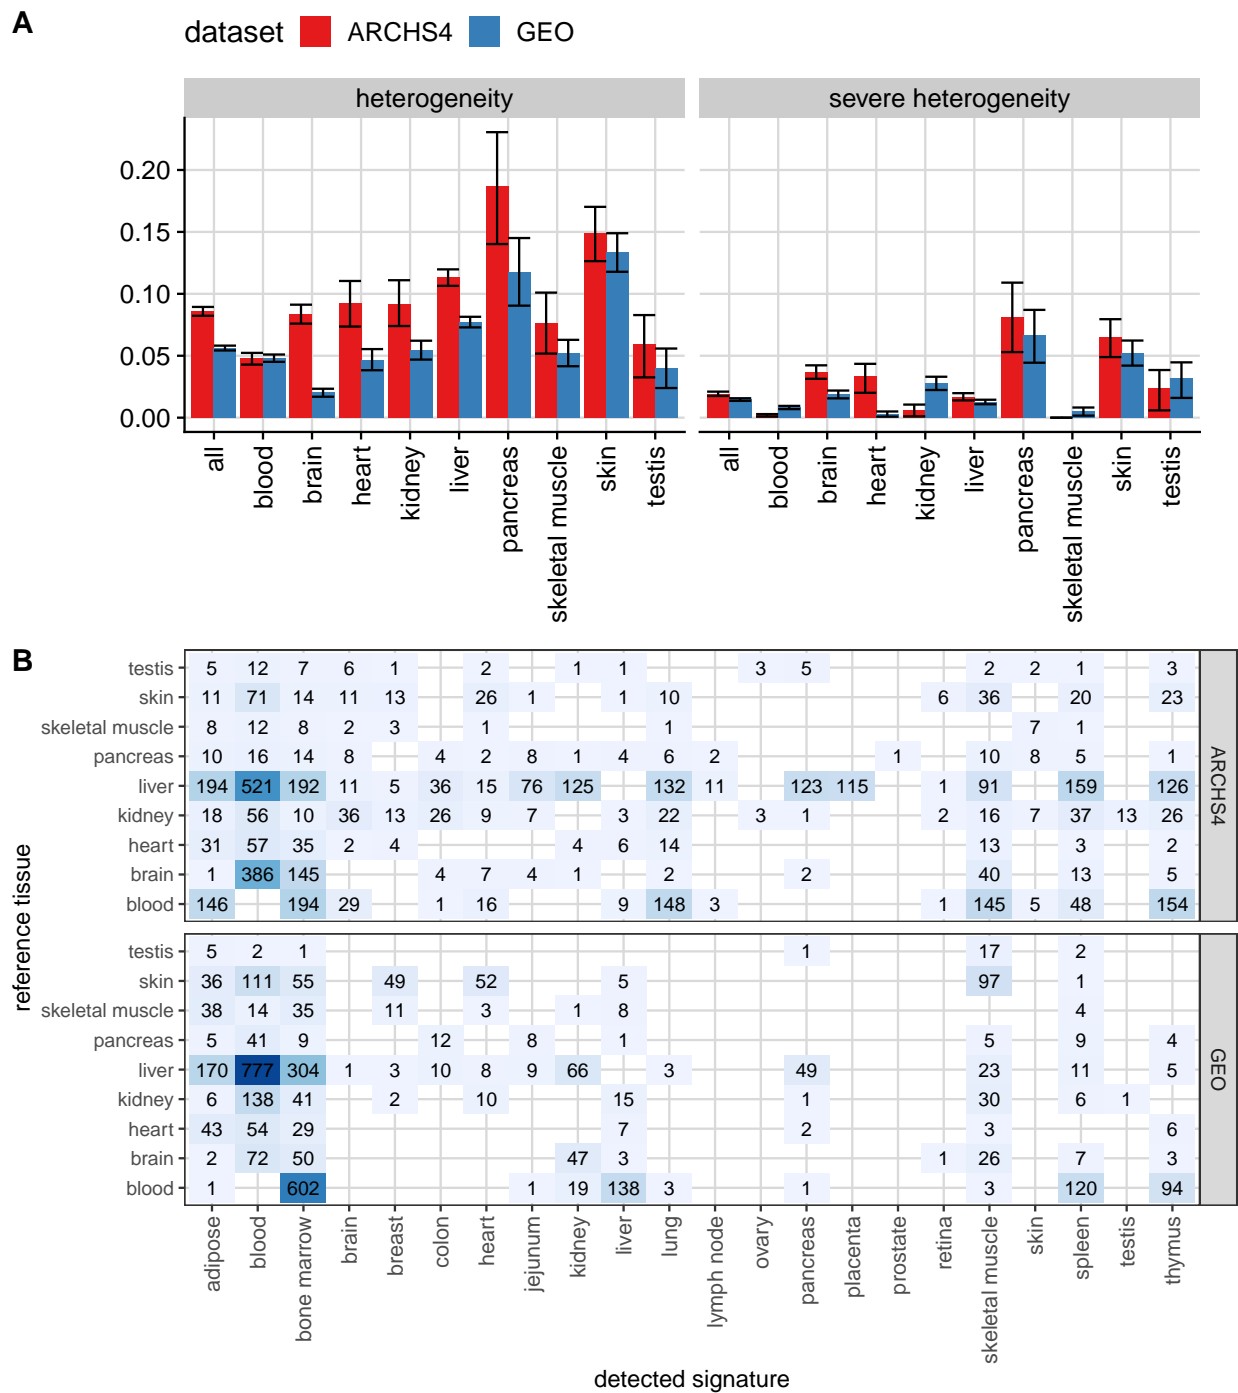 A
dataset ARCHS4 GEO
heterogeneity severe heterogeneity
0.20
0.15
0.10
0.05
0.00
all blood brain heart kidney liver pancreas skeletal muscle skin testis all blood brain heart kidney liver pancreas skeletal muscle skin testis
B
reference tissue
testis 5 12 7 6 1 2 1 1 3 5 2 2 1 3
skin 11 71 14 11 13 26 1 1 10 6 36 20 23
skeletal muscle 8 12 8 2 3 1 1 7 1
pancreas 10 16 14 8 4 2 8 1 4 6 2 1 10 8 5 1
liver 194 521 192 11 5 36 15 76 125 132 11 123 115 1 91 159 126
kidney 18 56 10 36 13 26 9 7 3 22 3 1 2 16 7 37 13 26
heart 31 57 35 2 4 4 6 14 13 3 2
brain 1 386 145 4 7 4 1 2 2 40 13 5
blood 146 194 29 1 16 9 148 3 1 145 5 48 154
ARCHS4
testis 5 2 1 1 17 2
skin 36 111 55 49 52 5 97 1
skeletal muscle 38 14 35 11 3 1 8 4
pancreas 5 41 9 12 8 1 5 9 4
liver 170 777 304 1 3 10 8 9 66 3 49 23 11 5
kidney 6 138 41 2 10 15 1 30 6 1
heart 43 54 29 7 2 3 6
brain 2 72 50 47 3 1 26 7 3
blood 1 602 1 19 138 3 1 3 120 94
GEO
adipose blood bone marrow brain breast colon heart jejunum kidney liver lung lymph node ovary pancreas placenta prostate retina skeletal muscle skin spleen testis thymus
detected signature